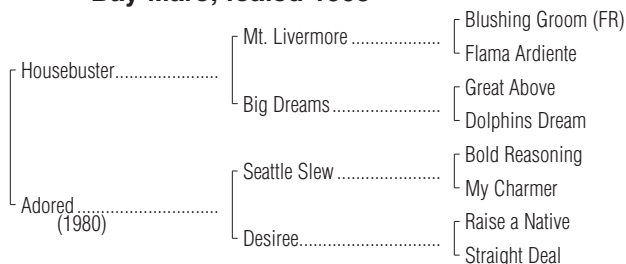 Bay Mare, foaled
Blushing Groom (FR)
Mt. Livermore
Flama Ardiente
Housebuster
Great Above
Big Dreams
Dolphins Dream
Bold Reasoning
Seattle Slew
My Charmer
Adored
(1980)
Raise a Native
Desiree
Straight Deal